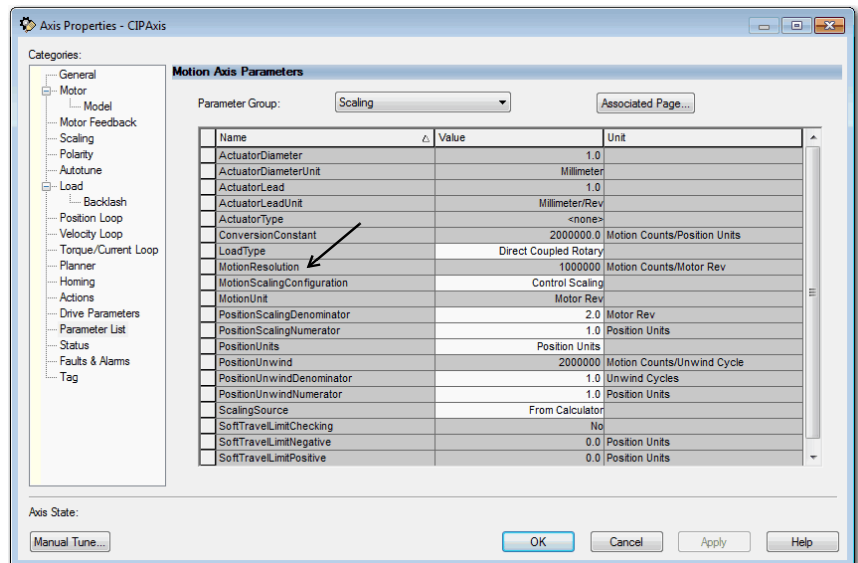 Axis Properties - CIPAxis
Categories:
General
Motor
Model
Motor Feedback
Scaling
Polarity
Autotune
Load
Backlash
Position Loop
Velocity Loop
Torque/Current Loop
Planner
Homing
Actions
Drive Parameters
Parameter List
Status
Faults & Alarms
Tag
Motion Axis Parameters
Parameter Group: Scaling Associated Page...
Name Value Unit
ActuatorDiameter 1.0
ActuatorDiameterUnit Millimeter
ActuatorLead 1.0
ActuatorLeadUnit Millimeter/Rev
ActuatorType <none>
ConversionConstant 2000000.0 Motion Counts/Position Units
LoadType Direct Coupled Rotary
MotionResolution 1000000 Motion Counts/Motor Rev
MotionScalingConfiguration Control Scaling
MotionUnit Motor Rev
PositionScalingDenominator 2.0 Motor Rev
PositionScalingNumerator 1.0 Position Units
PositionUnits Position Units
PositionUnwind 2000000 Motion Counts/Unwind Cycle
PositionUnwindDenominator 1.0 Unwind Cycles
PositionUnwindNumerator 1.0 Position Units
ScalingSource From Calculator
SoftTravelLimitChecking No
SoftTravelLimitNegative 0.0 Position Units
SoftTravelLimitPositive 0.0 Position Units
Axis State:
Manual Tune... OK Cancel Apply Help